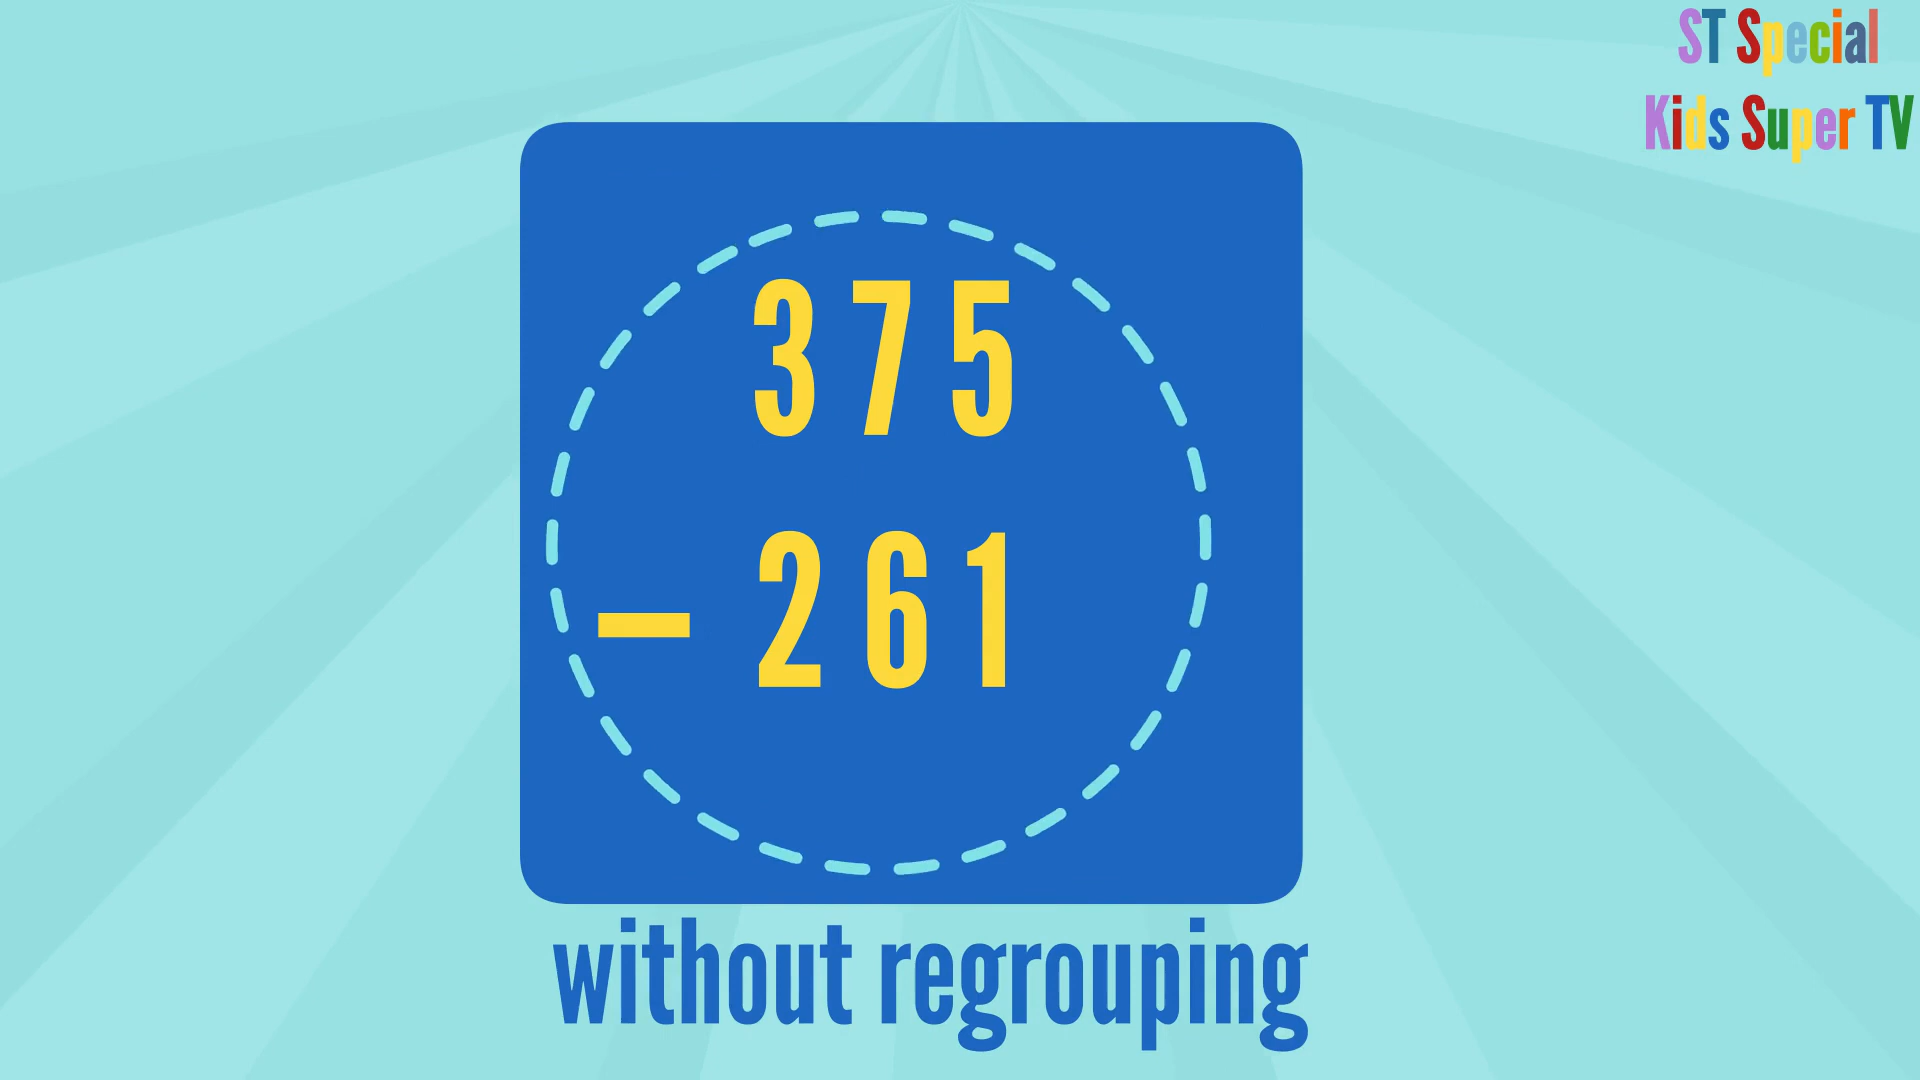 ST Special
Kids Super TV
375
– 261
without regrouping